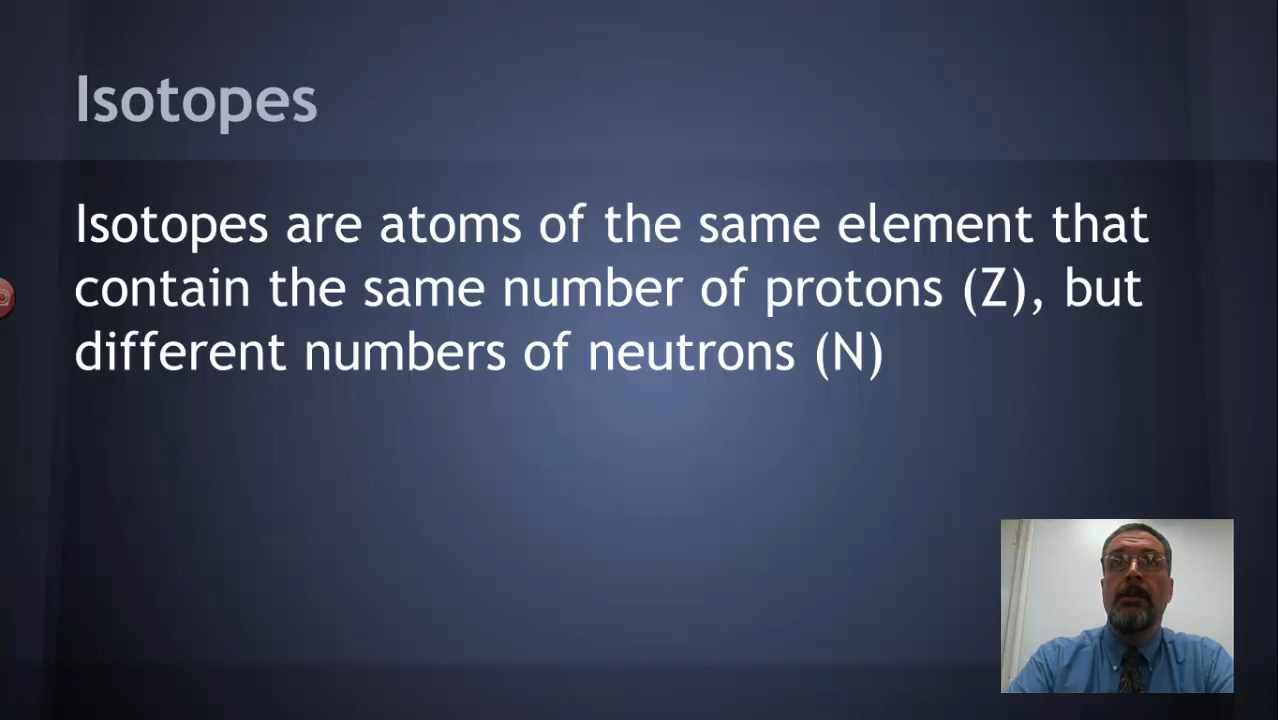 Isotopes
Isotopes are atoms of the same element that
contain the same number of protons (Z), but
different numbers of neutrons (N)